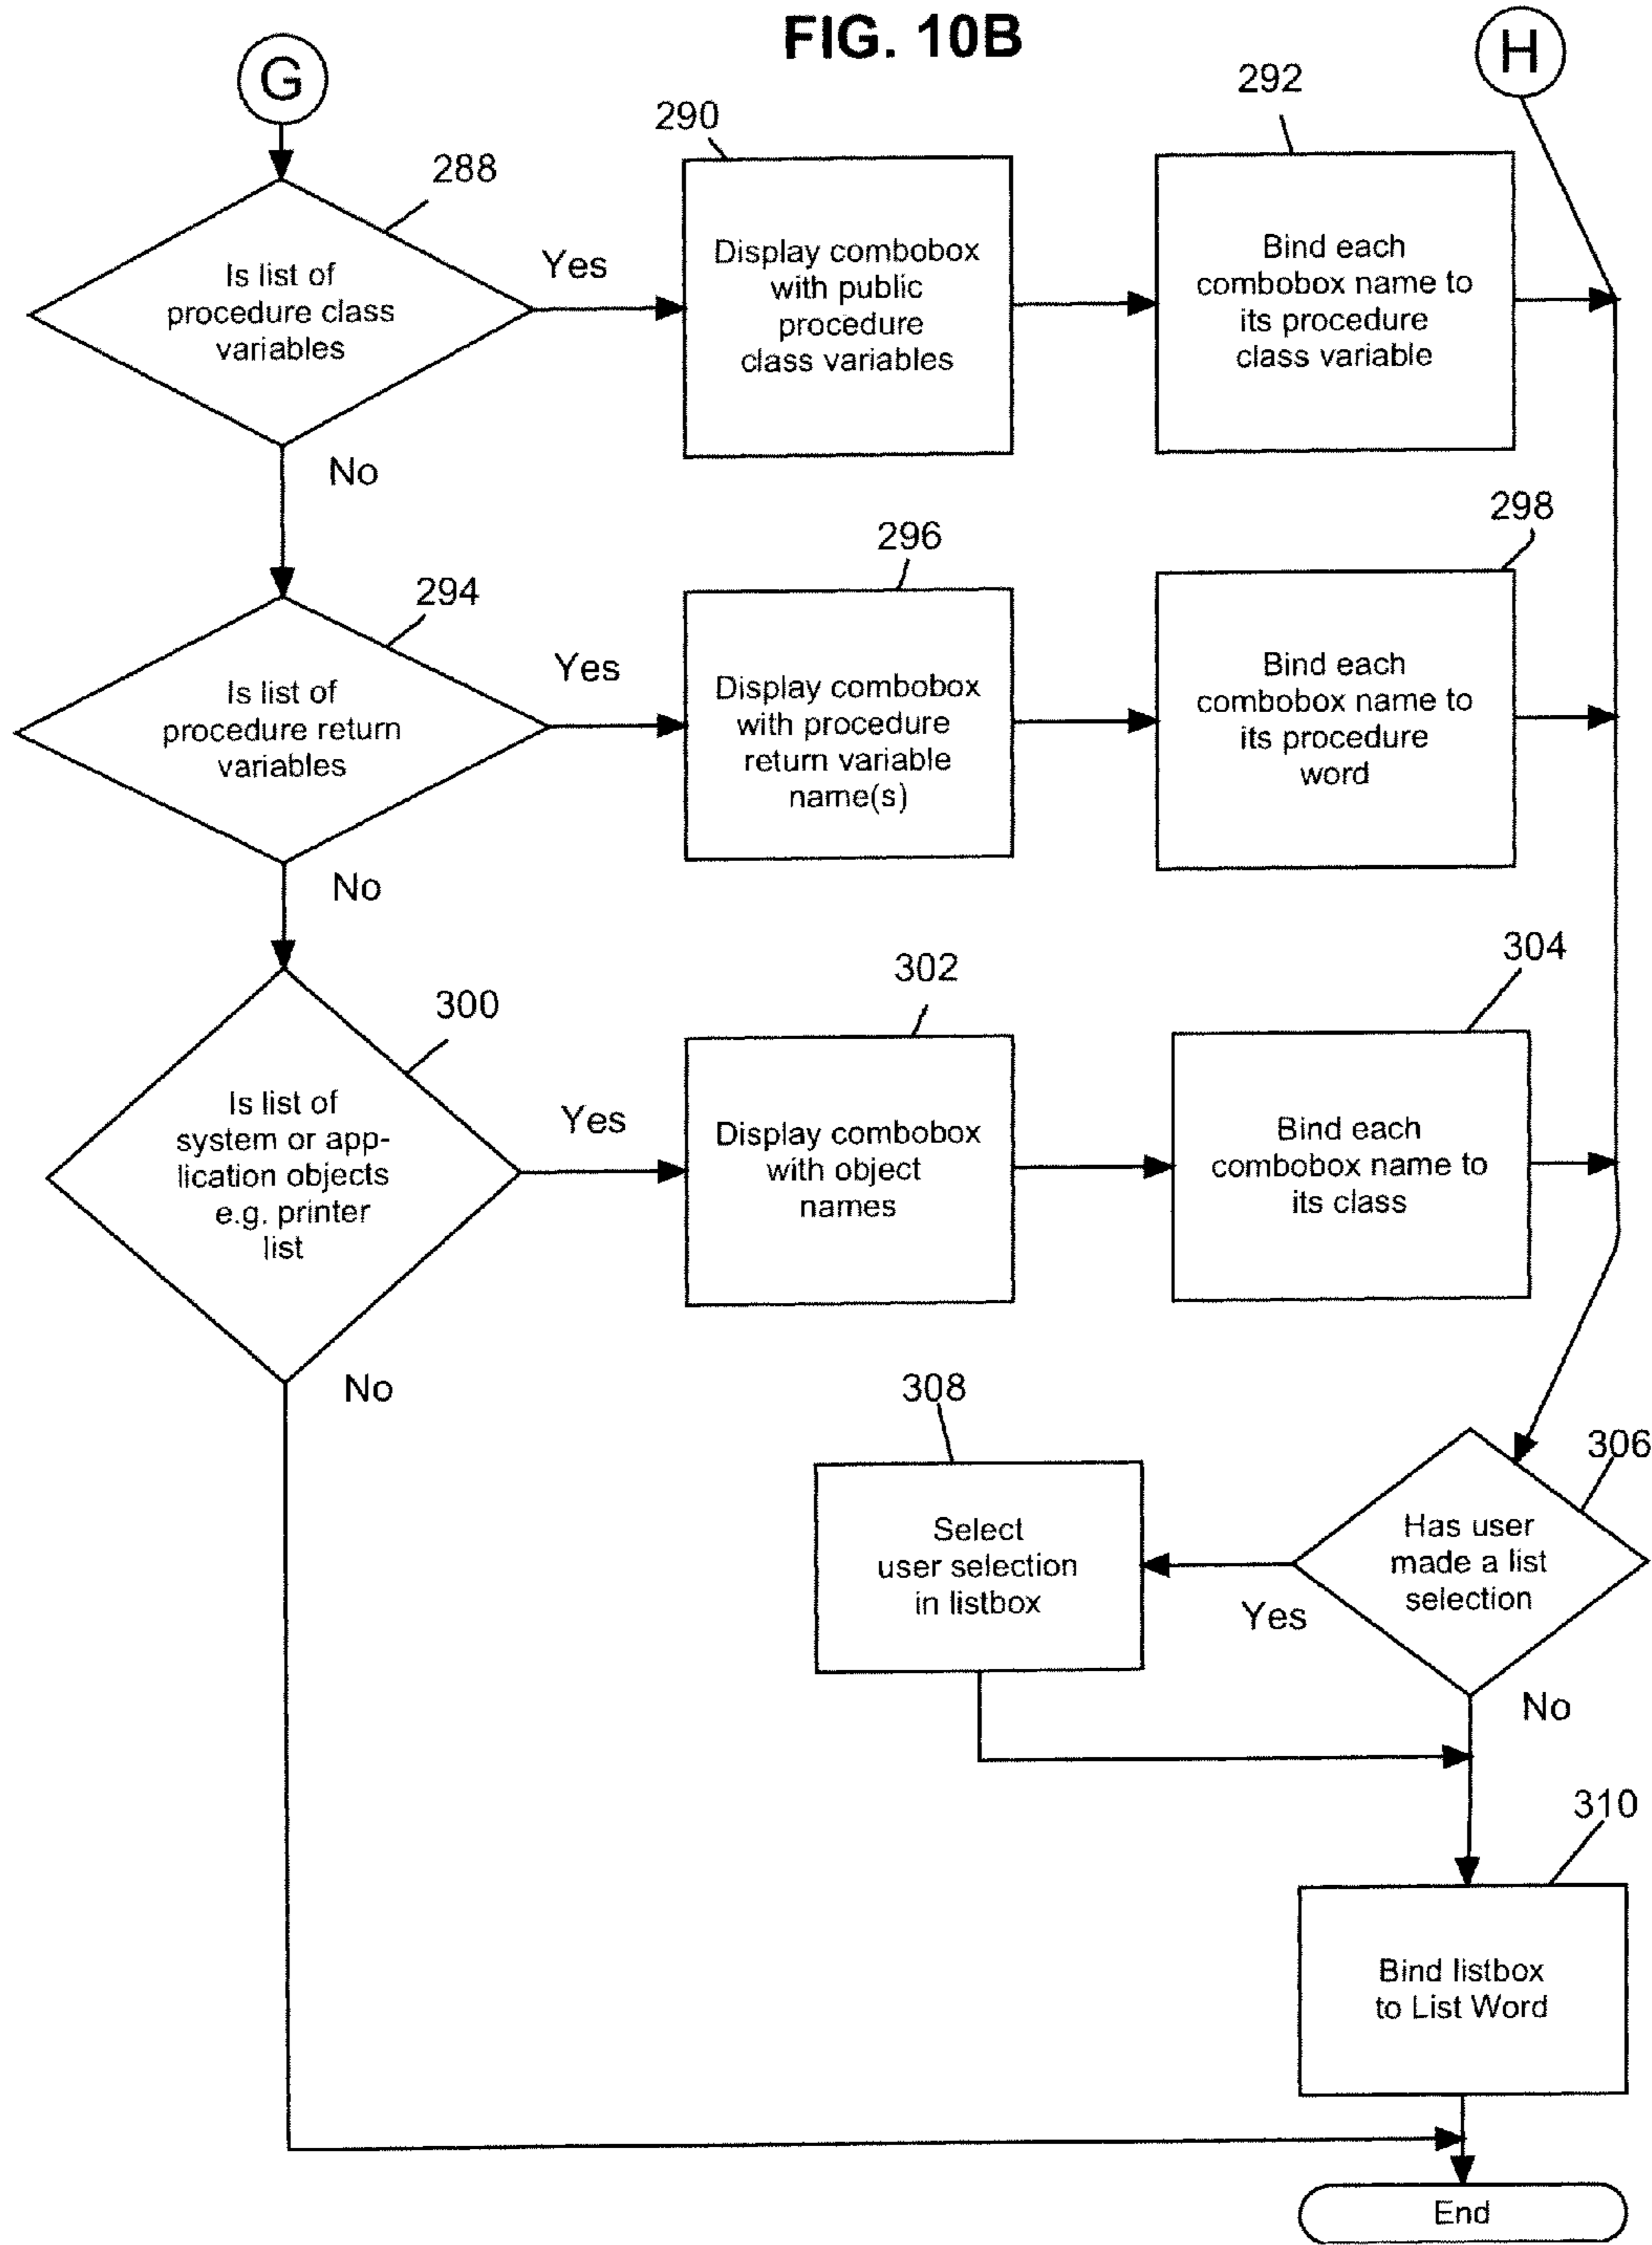 FIG. 10B
G
H
288
Is list of
procedure class
variables
Yes
No
290
Display combobox
with public
procedure
class variables
292
Bind each
combobox name to
its procedure
class variable
294
Is list of
procedure return
variables
Yes
No
296
Display combobox
with procedure
return variable
name(s)
298
Bind each
combobox name to
its procedure
word
300
Is list of
system or app-
lication objects
e.g. printer
list
Yes
No
302
Display combobox
with object
names
304
Bind each
combobox name to
its class
306
Has user
made a list
selection
Yes
No
308
Select
user selection
in listbox
310
Bind listbox
to List Word
End